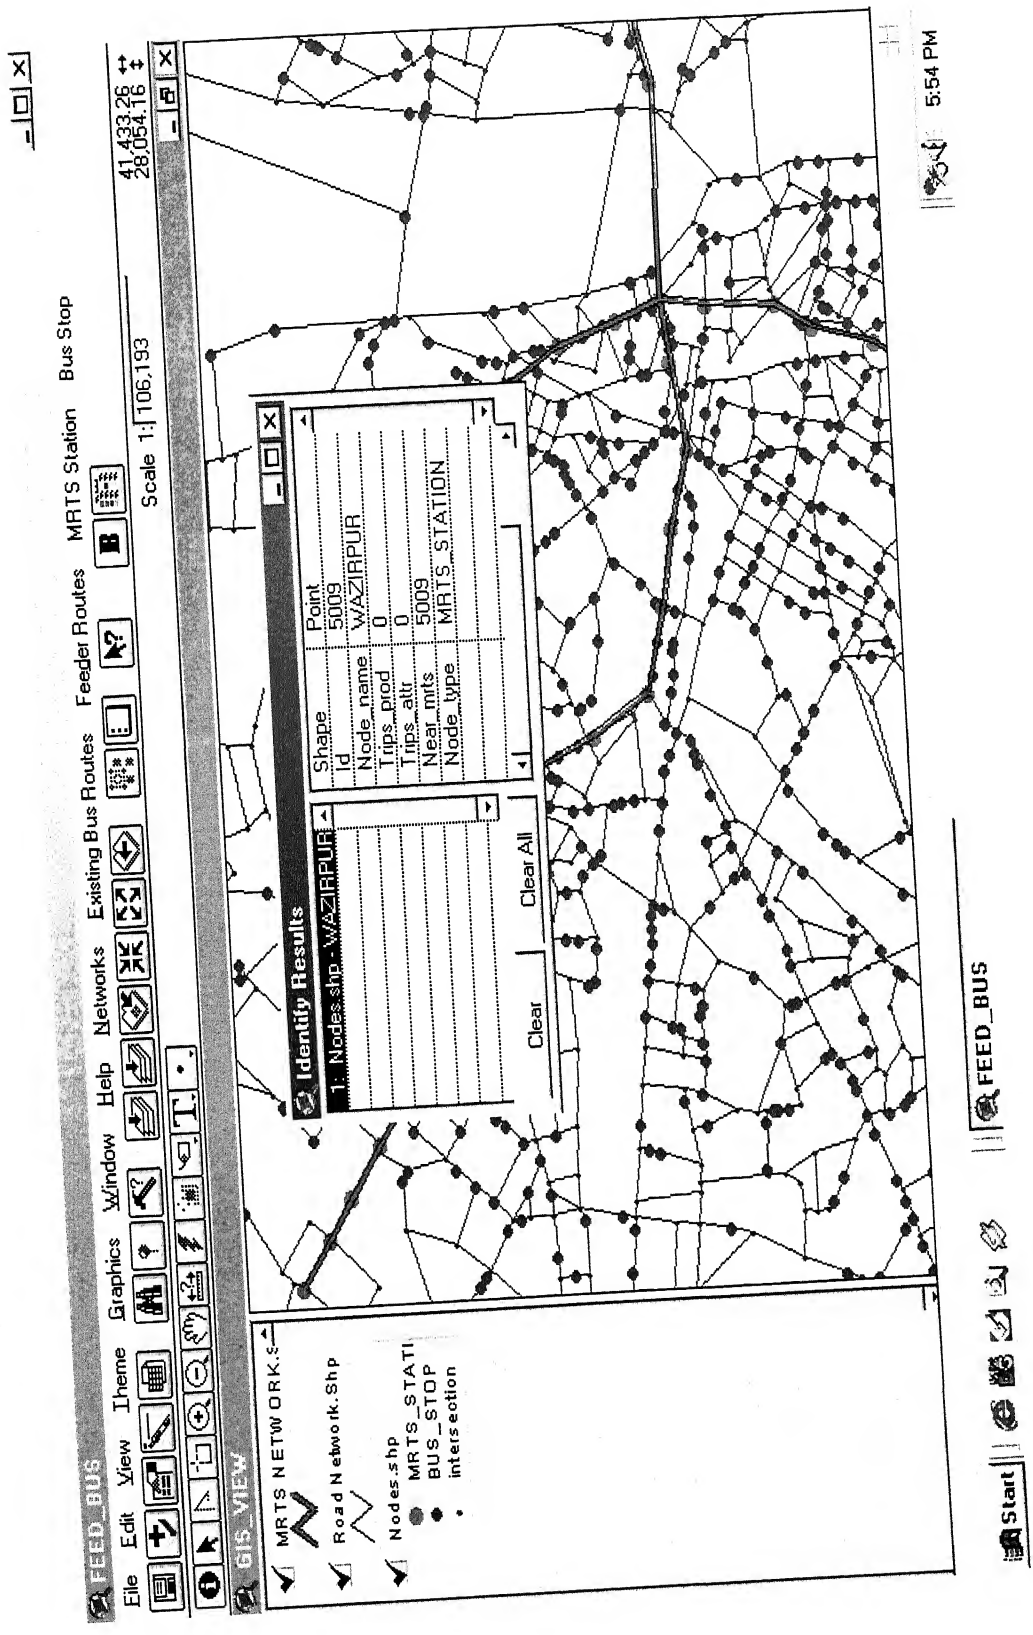 FEED_BUS
File Edit View Theme Graphics Window Help Networks Existing Bus Routes Feeder Routes MRTS Station Bus Stop
Scale 1: 106,193
41,433.26
28,054.16
GIS_VIEW
MRTS NETWORK.s
Road Network.Shp
Nodes.shp
MRTS_STATI
BUS_STOP
intersection
Identify Results
1: Nodes.shp - WAZIRPUR
Shape Point
Id 5009
Node_name WAZIRPUR
Trips_prod 0
Trips_attr 0
Near_mrts 5009
Node_type MRTS_STATION
Clear Clear All
Start
FEED_BUS
5:54 PM